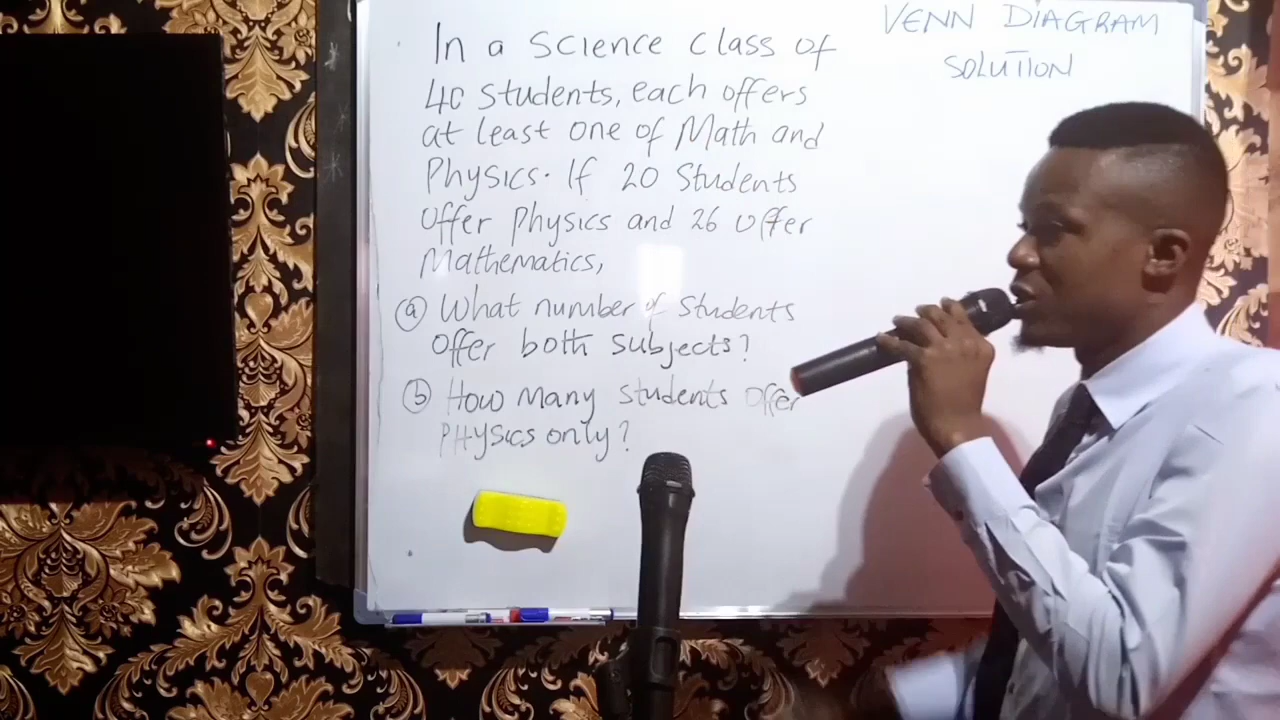 In a science class of
40 students, each offers
at least one of Math and
Physics. If 20 Students
offer physics and 26 offer
Mathematics,
(a) What number of Students
offer both subjects?
(b) How many students offer
PHysics only?
VENN DIAGRAM
SOLUTION